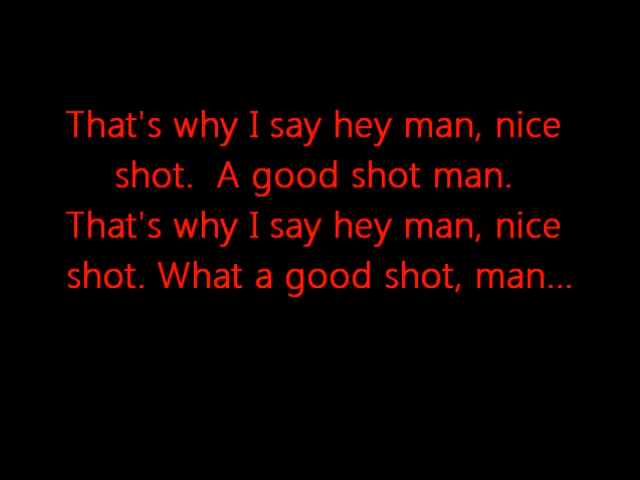 That's why I say hey man, nice
shot.  A good shot man.
That's why I say hey man, nice
shot. What a good shot, man...